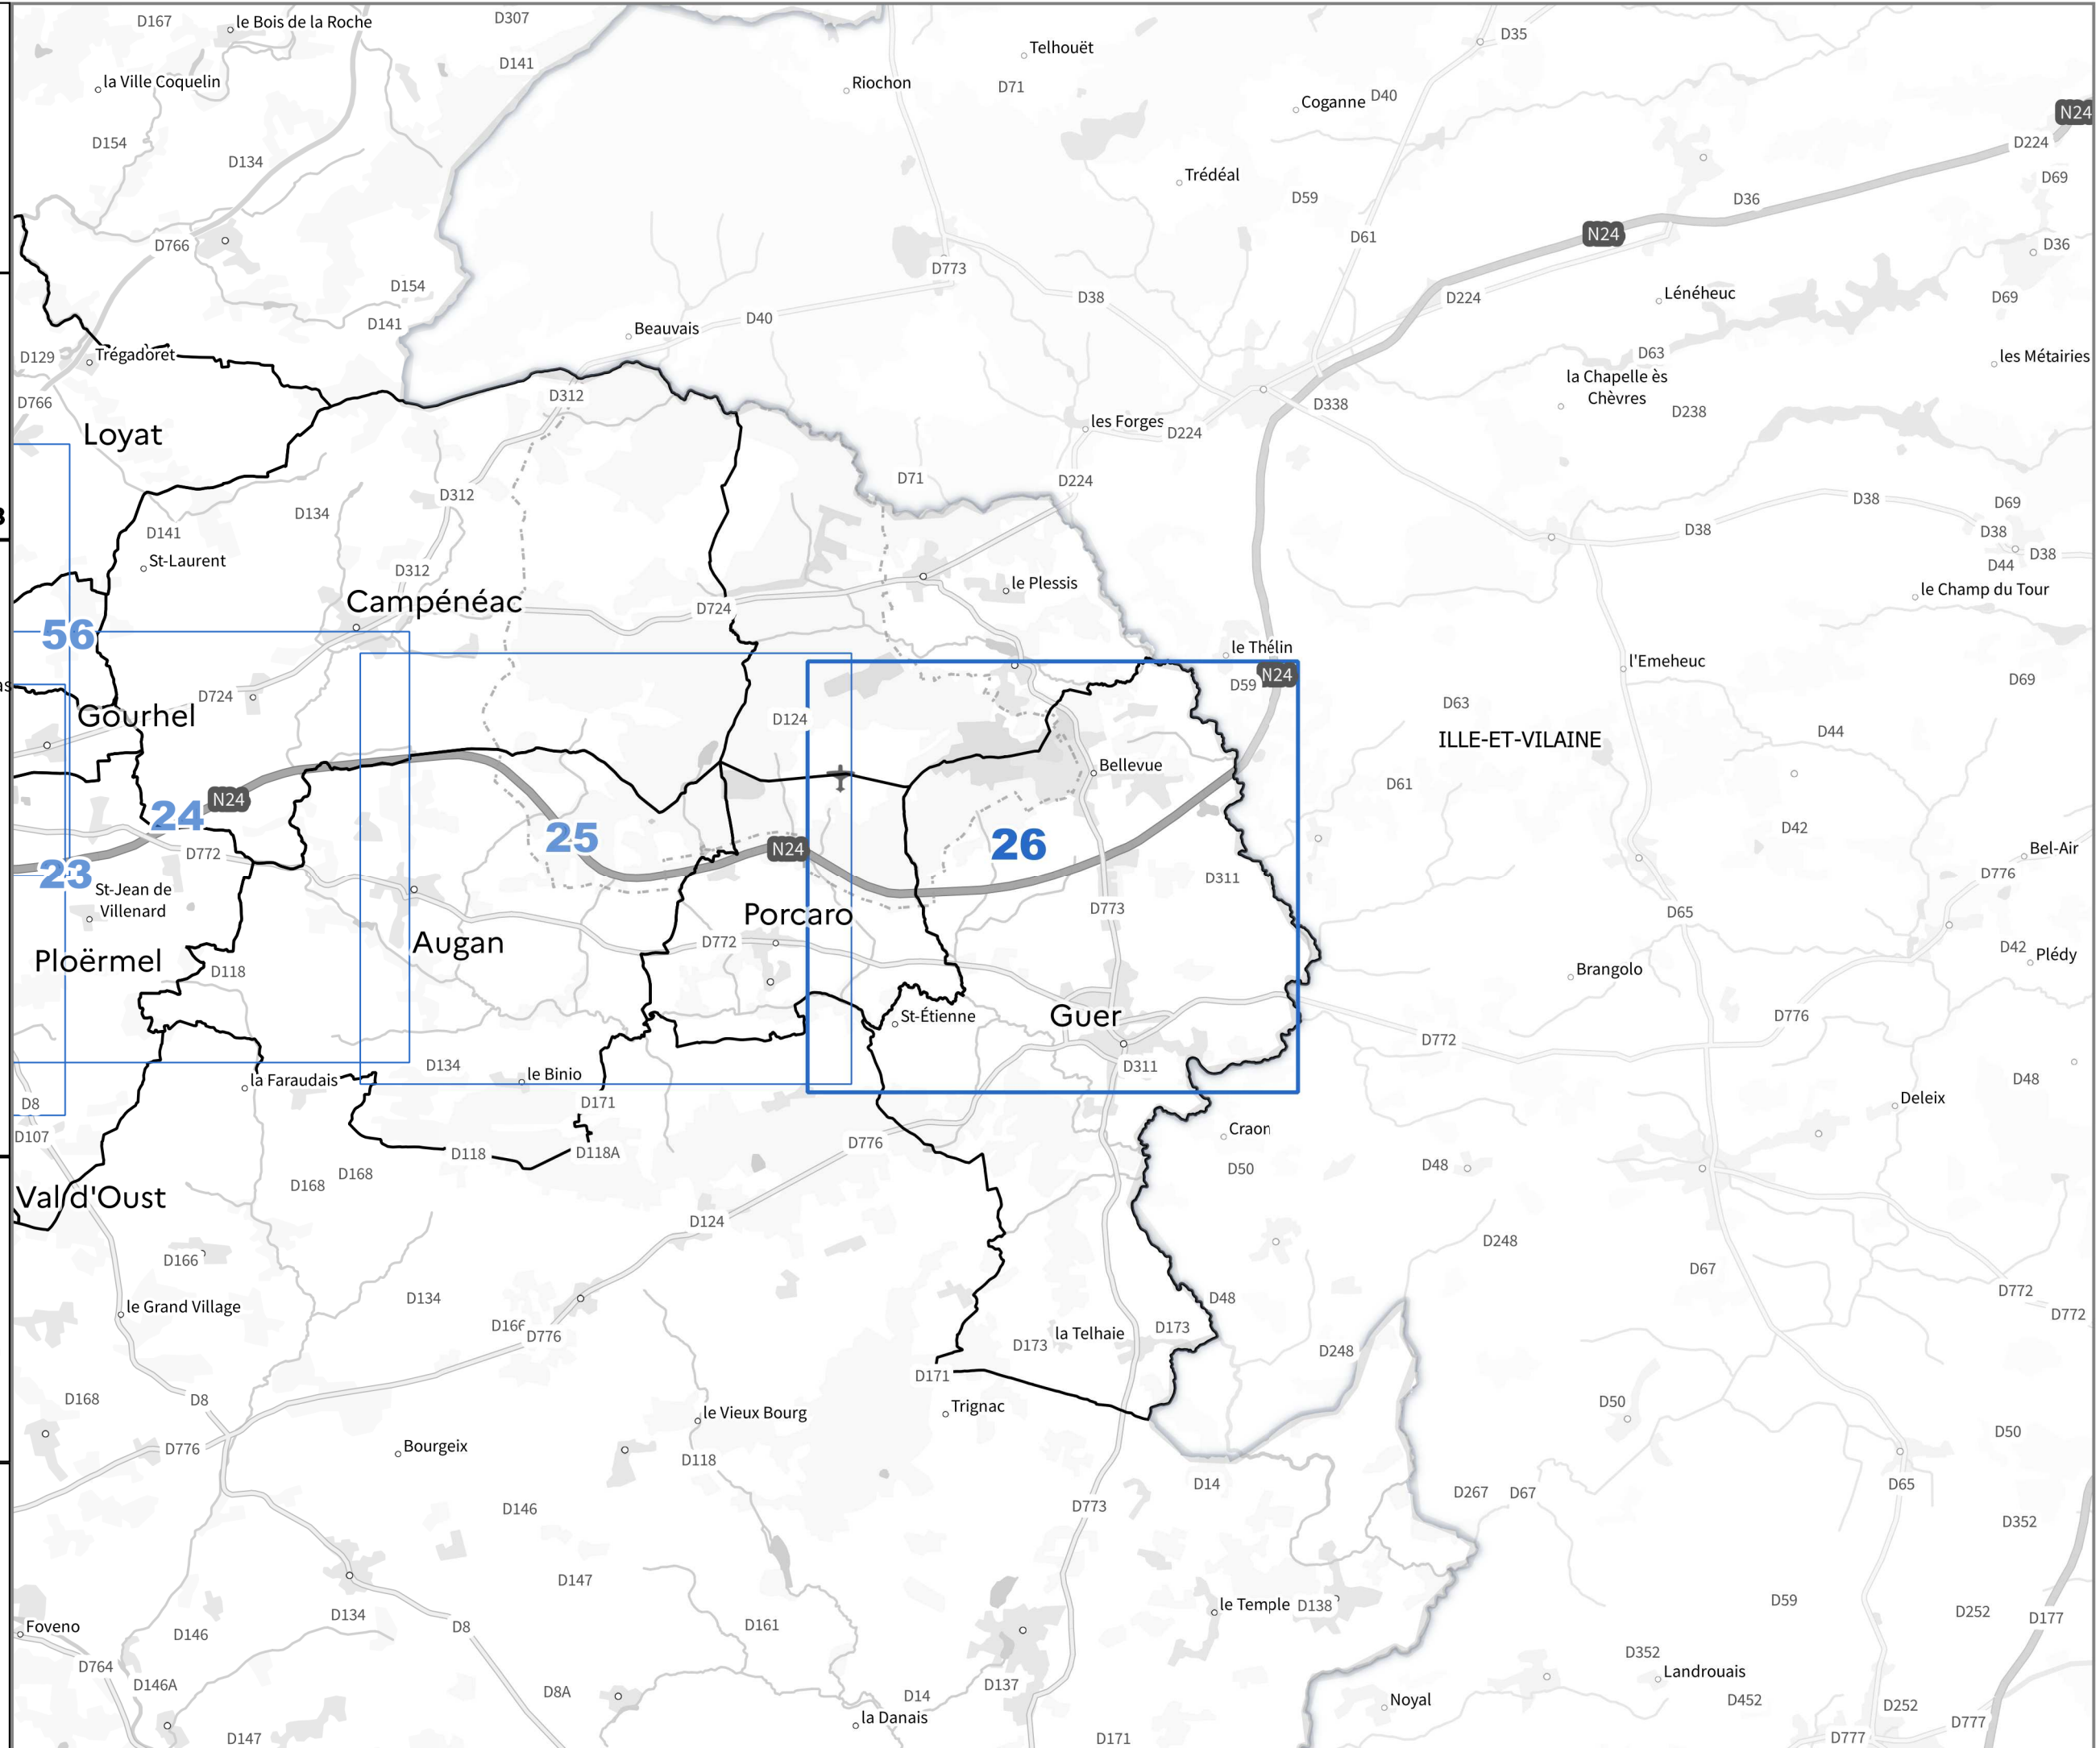 D167
le Bois de la Roche
D307
D35
Telhouët
D141
la Ville Coquelin
Riochon
D71
Coganne
D40
N24
D154
D134
D224
Trédéal
D69
D59
D36
D766
D61
N24
D36
D773
D154
D38
D224
Lénéheuc
D69
D141
D40
Beauvais
D129
Trégadoret
D63
les Métairies
la Chapelle ès
Chèvres
D766
D312
D338
D238
Loyat
les Forges
D224
D71
D224
D312
D38
D69
D134
D141
D38
D38
D38
St-Laurent
D44
D312
le Plessis
le Champ du Tour
Campénéac
D724
56
le Thélin
l'Emeheuc
N24
D59
D69
D724
D63
Gourhel
D124
D44
ILLE-ET-VILAINE
Bellevue
D61
N24
24
25
26
D42
N24
Bel-Air
D772
23
D311
D776
St-Jean de
Villenard
D773
D65
Porcaro
Augan
D772
D42
Plédy
Ploërmel
D118
Brangolo
St-Étienne
Guer
D776
D772
D134
D311
le Binio
la Faraudais
D48
D8
D171
Deleix
D107
Craon
D776
D118
D118A
D50
D48
D168
D168
Val d'Oust
D124
D166
D248
D67
D134
le Grand Village
D48
D772
D772
D166
D776
la Telhaie
D173
D173
D248
D171
D168
D8
Trignac
D50
le Vieux Bourg
D50
D776
Bourgeix
D118
D14
D65
D267
D67
D773
D146
D352
D147
D59
le Temple
D138
D134
D252
D177
Foveno
D146
D8
D161
D764
D352
Landrouais
D146A
D8A
D14
D137
Noyal
D452
D252
la Danais
D777
D147
D171
D777